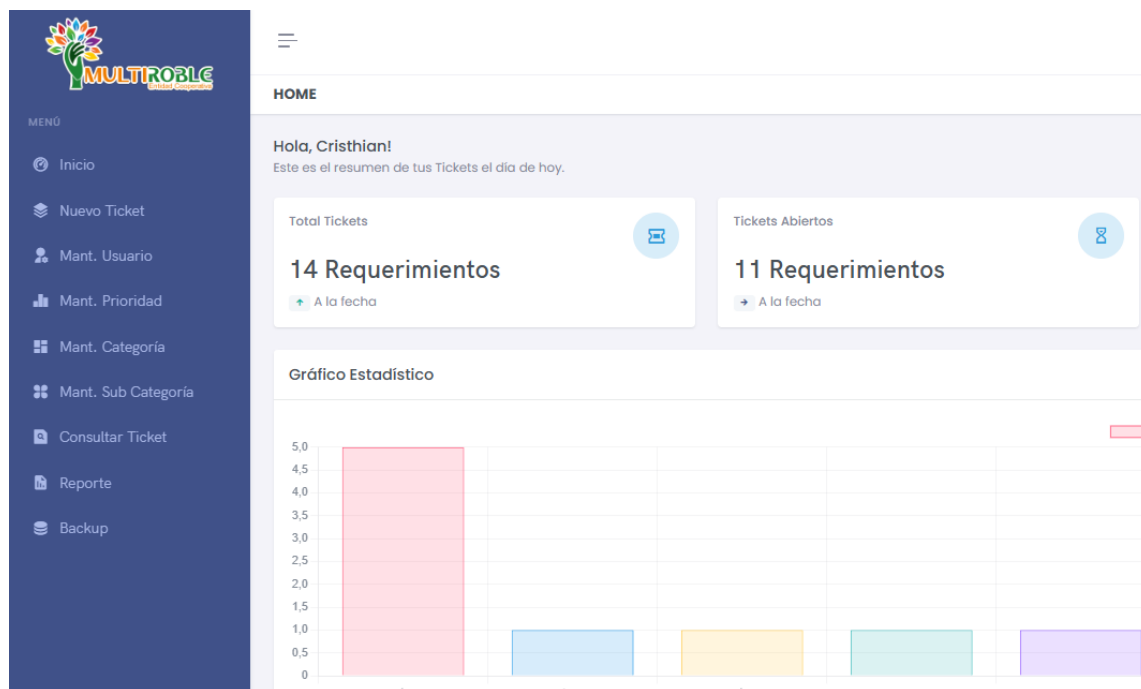 MULTIROBLE
Entidad Cooperativa
MENÚ
Inicio
Nuevo Ticket
Mant. Usuario
Mant. Prioridad
Mant. Categoría
Mant. Sub Categoría
Consultar Ticket
Reporte
Backup
HOME
Hola, Cristhian!
Este es el resumen de tus Tickets el día de hoy.
Total Tickets
14 Requerimientos
A la fecha
Tickets Abiertos
11 Requerimientos
A la fecha
Gráfico Estadístico
5,0
4,5
4,0
3,5
3,0
2,5
2,0
1,5
1,0
0,5
0